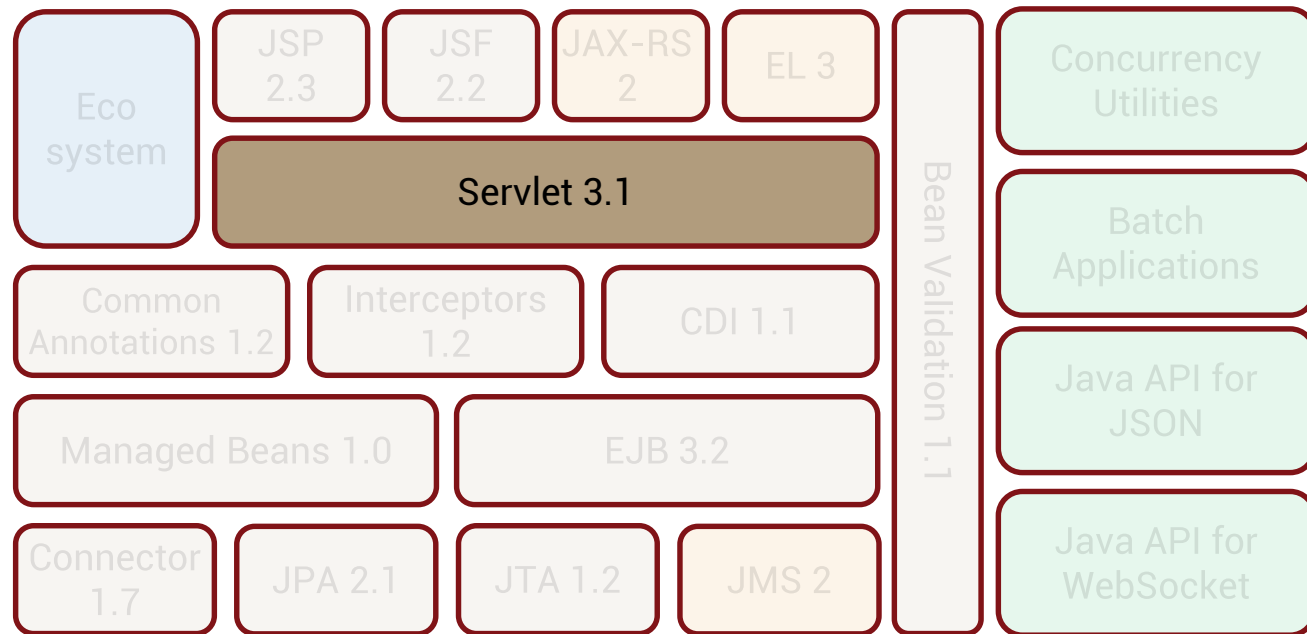 Eco
system
JSP
2.3
JSF
2.2
JAX-RS
2
EL 3
Servlet 3.1
Common
Annotations 1.2
Interceptors
1.2
CDI 1.1
Managed Beans 1.0
EJB 3.2
Connector
1.7
JPA 2.1
JTA 1.2
JMS 2
Bean Validation 1.1
Concurrency
Utilities
Batch
Applications
Java API for
JSON
Java API for
WebSocket